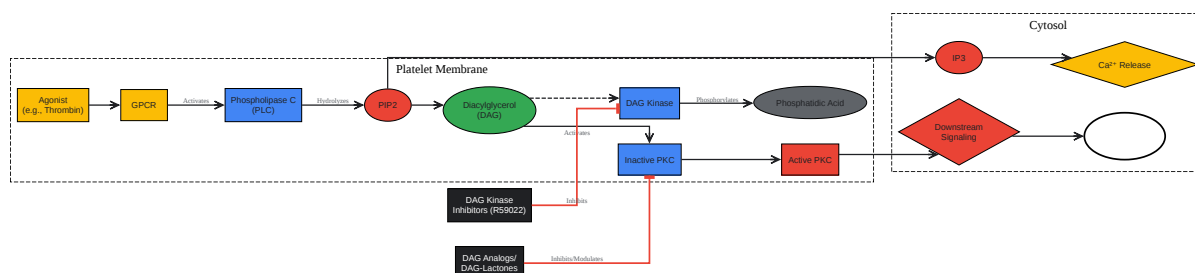 Cytosol
Platelet Membrane
IP3
Ca²⁺ Release
Agonist
(e.g., Thrombin)
GPCR
Activates
Phospholipase C
(PLC)
Hydrolyzes
PIP2
Diacylglycerol
(DAG)
DAG Kinase
Phosphorylates
Phosphatidic Acid
Activates
Inactive PKC
Active PKC
Downstream
Signaling
DAG Kinase
Inhibitors (R59022)
Inhibits
DAG Analogs/
DAG-Lactones
Inhibits/Modulates